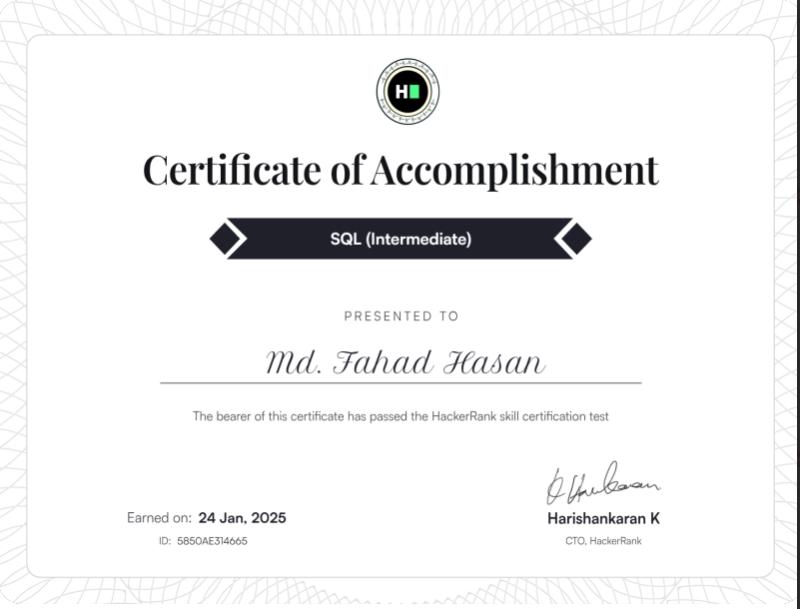 H
Certificate of Accomplishment
SQL (Intermediate)
PRESENTED TO
Md. Fahad Hasan
The bearer of this certificate has passed the HackerRank skill certification test
Earned on: 24 Jan, 2025
ID: 5850AE314665
Harishankaran K
CTO, HackerRank